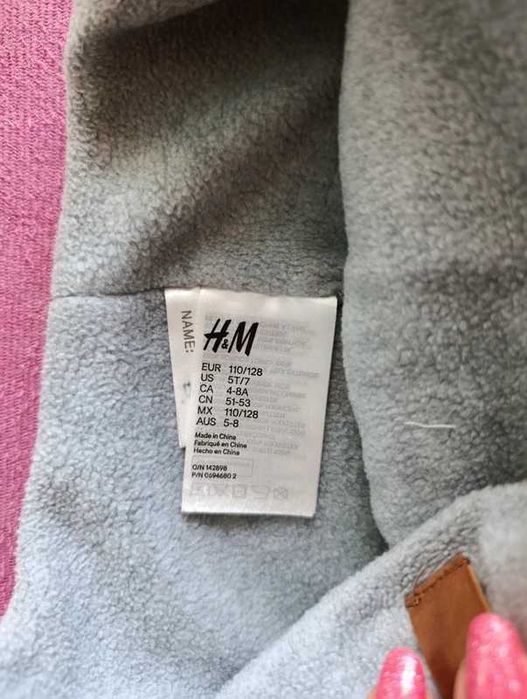 NAME:
H&M
EUR 110/128
US 5T/7
CA 4-8A
CN 51-53
MX 110/128
AUS 5-8
Made in China
Fabriqué en Chine
Hecho en China
O/N 142898
P/N 0694680 2